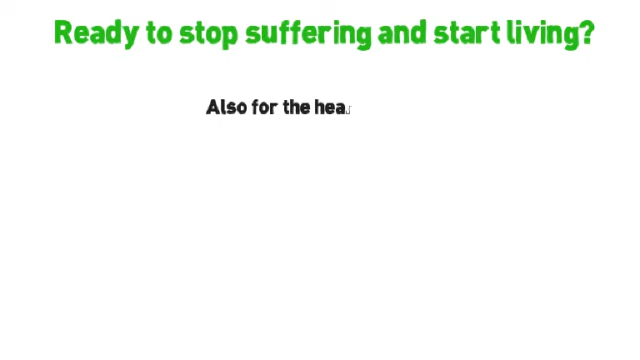 Ready to stop suffering and start living?
Also for the hea